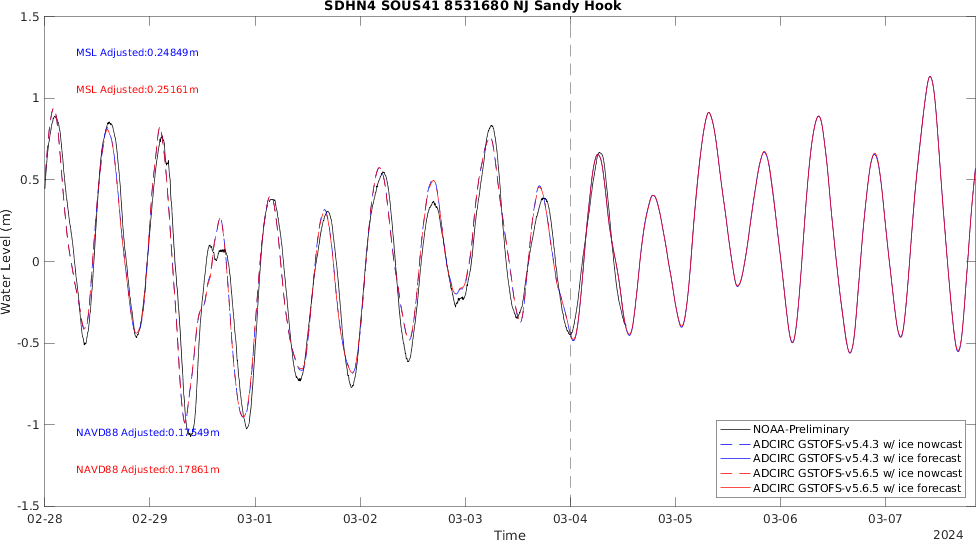 SDHN4 SOUS41 8531680 NJ Sandy Hook
1.5
MSL Adjusted:0.24849m
1
MSL Adjusted:0.25161m
0.5
Water Level (m)
0
-0.5
-1
NAVD88 Adjusted:0.17549m
NAVD88 Adjusted:0.17861m
-1.5
NOAA-Preliminary
ADCIRC GSTOFS-v5.4.3 w/ ice nowcast
ADCIRC GSTOFS-v5.4.3 w/ ice forecast
ADCIRC GSTOFS-v5.6.5 w/ ice nowcast
ADCIRC GSTOFS-v5.6.5 w/ ice forecast
02-28 02-29 03-01 03-02 03-03 03-04 03-05 03-06 03-07
Time
2024